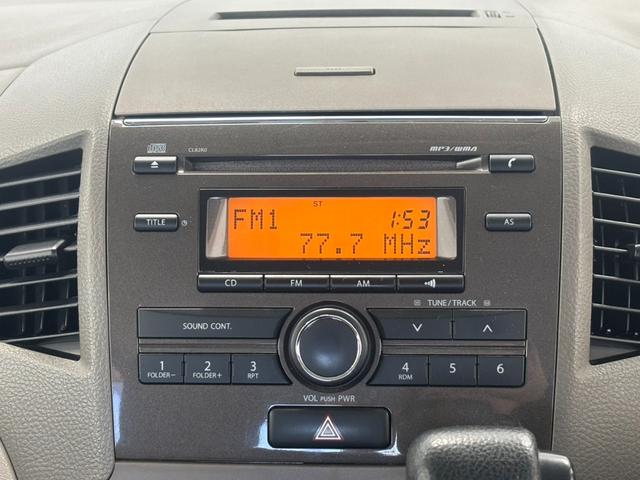 CLA2R0 MP3/WMA
TITLE
ST
FM1 1:53
77.7 MHz
AS
CD FM AM
TUNE/TRACK
SOUND CONT.
1 FOLDER- 2 FOLDER+ 3 RPT
4 RDM 5 6
VOL PUSH PWR